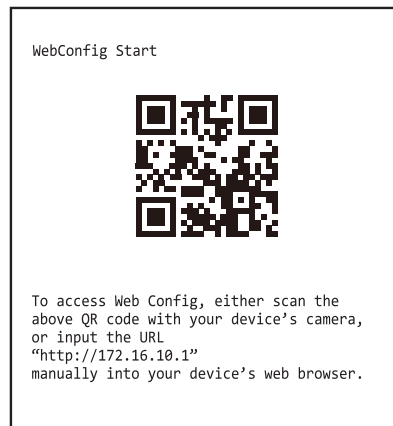 WebConfig Start
To access Web Config, either scan the
above QR code with your device’s camera,
or input the URL
“http://172.16.10.1”
manually into your device’s web browser.